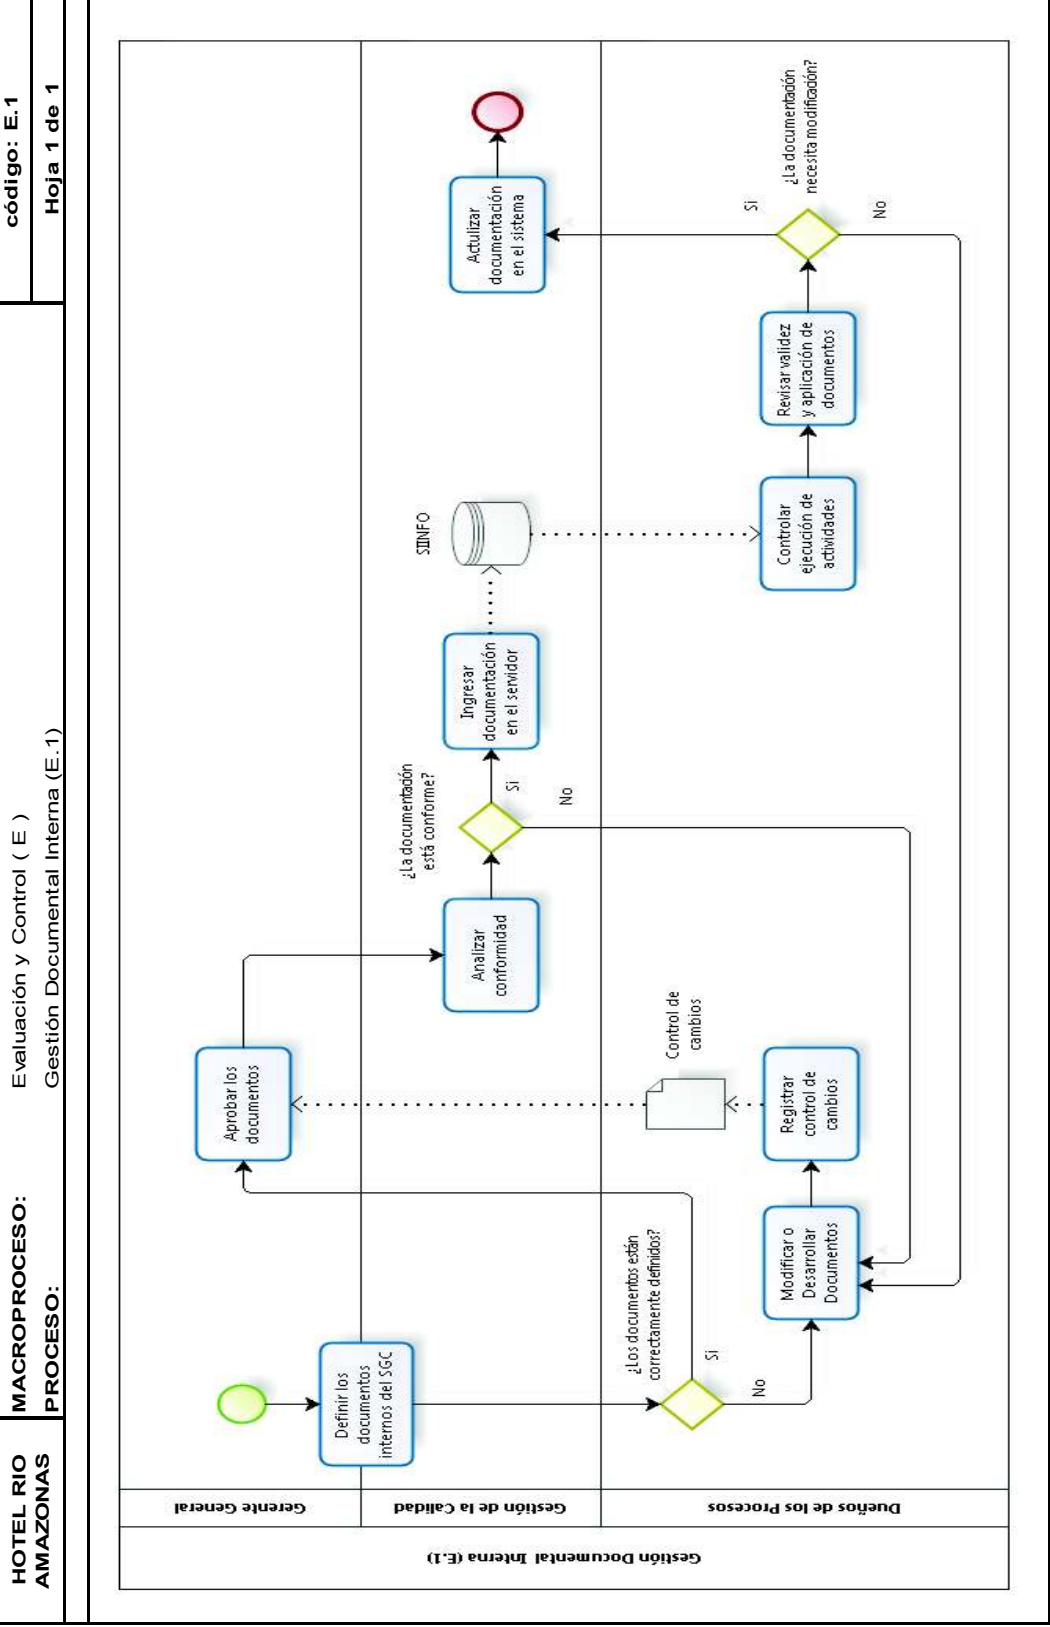 HOTEL RIO
AMAZONAS
MACROPROCESO:
Evaluación y Control ( E )
PROCESO:
Gestión Documental Interna (E.1)
código: E.1
Hoja 1 de 1
Gestión Documental Interna (E.1)
Gerente General
Gestión de la Calidad
Dueños de los Procesos
Definir los
documentos
internos del SGC
¿Los documentos están
correctamente definidos?
Si
No
Modificar o
Desarrollar
Documentos
Registrar
control de
cambios
Control de
cambios
Aprobar los
documentos
Analizar
conformidad
¿La documentación
está conforme?
Si
No
Ingresar
documentación
en el servidor
SIINFO
Controlar
ejecución de
actividades
Revisar validez
y aplicación de
documentos
¿La documentación
necesita modificación?
Si
No
Actulizar
documentación
en el sistema